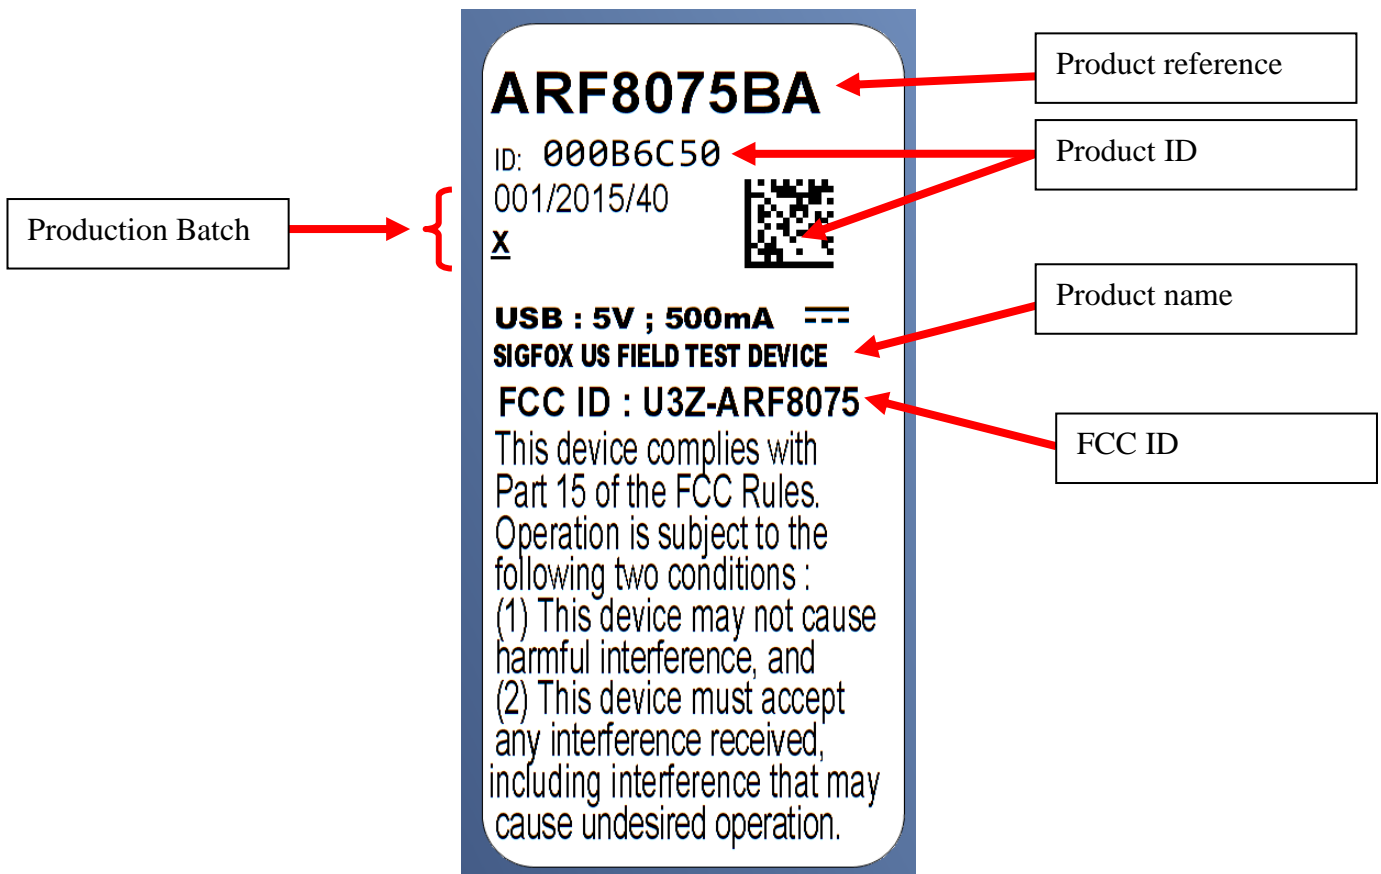 ARF8075BA
ID: 000B6C50
001/2015/40
X
USB : 5V ; 500mA
SIGFOX US FIELD TEST DEVICE
FCC ID : U3Z-ARF8075
This device complies with
Part 15 of the FCC Rules.
Operation is subject to the
following two conditions :
(1) This device may not cause
harmful interference, and
(2) This device must accept
any interference received,
including interference that may
cause undesired operation.
Production Batch
Product reference
Product ID
Product name
FCC ID